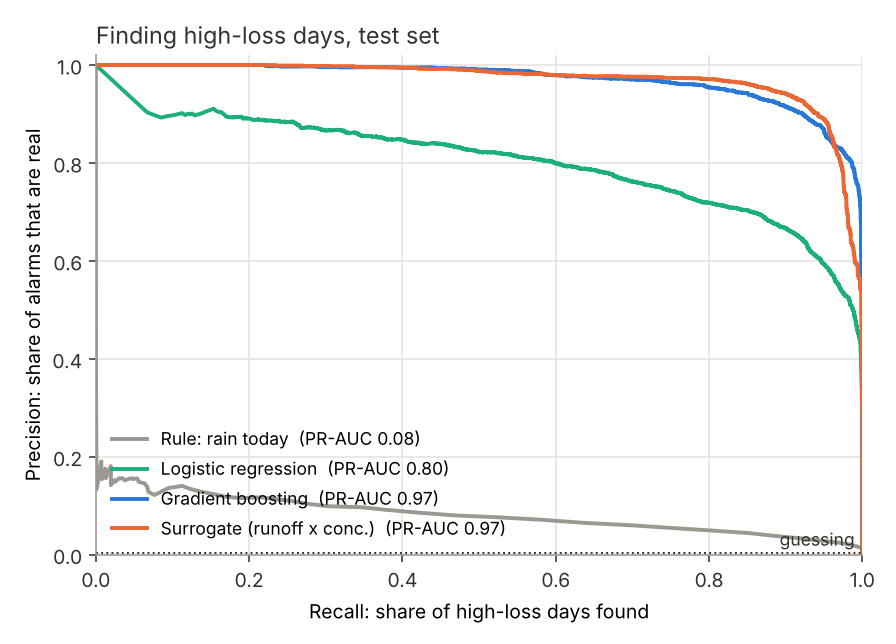 Finding high-loss days, test set
Precision: share of alarms that are real
1.0
0.8
0.6
0.4
0.2
0.0
Rule: rain today (PR-AUC 0.08)
Logistic regression (PR-AUC 0.80)
Gradient boosting (PR-AUC 0.97)
Surrogate (runoff x conc.) (PR-AUC 0.97)
guessing
0.0 0.2 0.4 0.6 0.8 1.0
Recall: share of high-loss days found